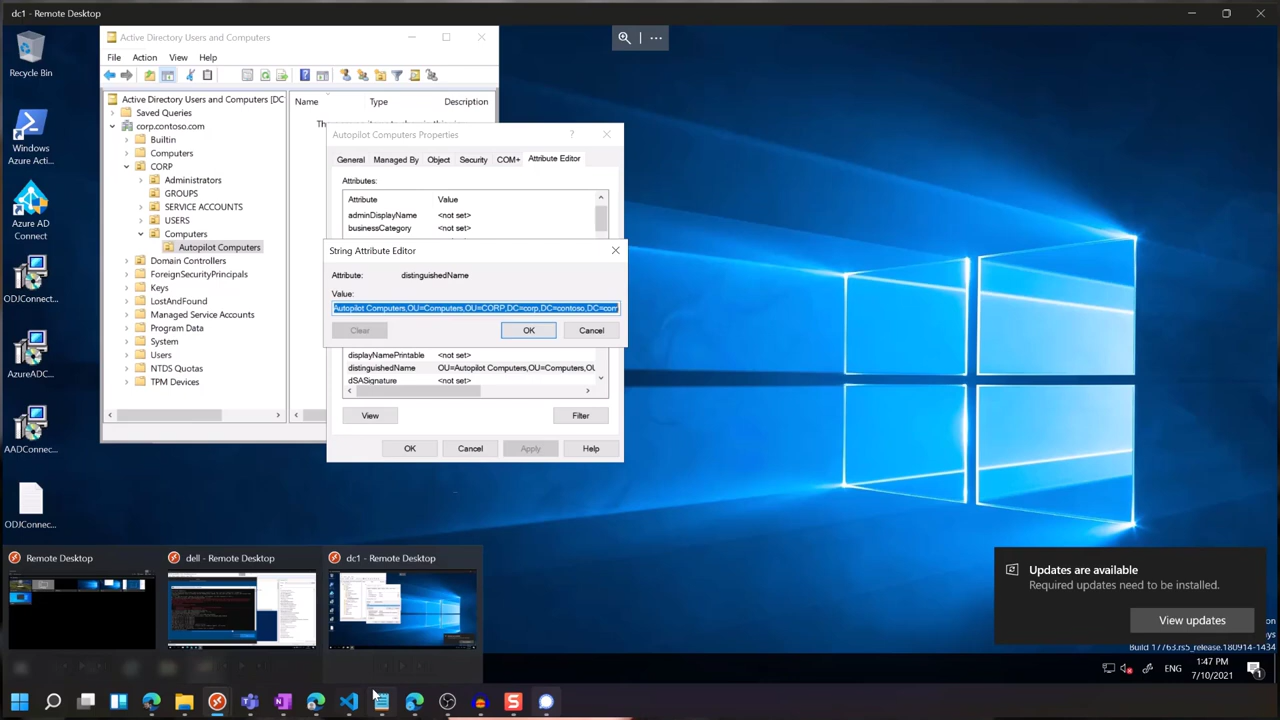 dc1 - Remote Desktop
Recycle Bin
Windows
Azure Acti...
Azure AD
Connect
ODJConnect...
AzureADC...
AADConnec...
ODJConnec...
Active Directory Users and Computers
File Action View Help
Active Directory Users and Computers [DC
Saved Queries
corp.contoso.com
Builtin
Computers
CORP
Administrators
GROUPS
SERVICE ACCOUNTS
USERS
Computers
Autopilot Computers
Domain Controllers
ForeignSecurityPrincipals
Keys
LostAndFound
Managed Service Accounts
Program Data
System
Users
NTDS Quotas
TPM Devices
Name Type Description
Autopilot Computers Properties
General Managed By Object Security COM+ Attribute Editor
Attributes:
Attribute Value
adminDisplayName <not set>
businessCategory <not set>
String Attribute Editor
Attribute: distinguishedName
Value:
Autopilot Computers,OU=Computers,OU=CORP,DC=corp,DC=contoso,DC=com
Clear OK Cancel
displayNamePrintable <not set>
distinguishedName OU=Autopilot Computers,OU=Computers,OU
dSASignature <not set>
View Filter
OK Cancel Apply Help
Remote Desktop
dell - Remote Desktop
dc1 - Remote Desktop
Updates are available
Required updates need to be installed.
View updates
Build 17763.rs5_release.180914-1434
ENG
1:47 PM
7/10/2021